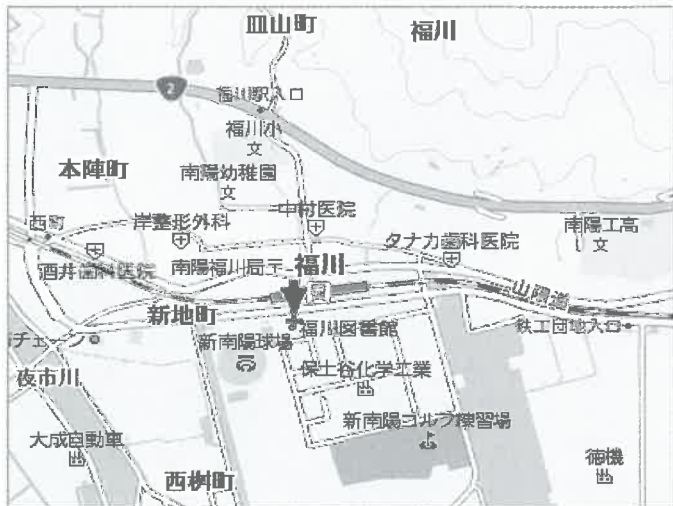 皿山町
福川
2
福川駅入口
福川小
文
本陣町
南陽幼稚園
文
西町
岸整形外科
中村医院
タナカ歯科医院
南陽工高
文
酒井歯科医院
南陽福川局〒
福川
山陽道
新地町
福川図書館
鉄工団地入口
チェーン
新南陽球場
保土谷化学工業
夜市川
新南陽ゴルフ練習場
大成自動車
徳機
西桝町